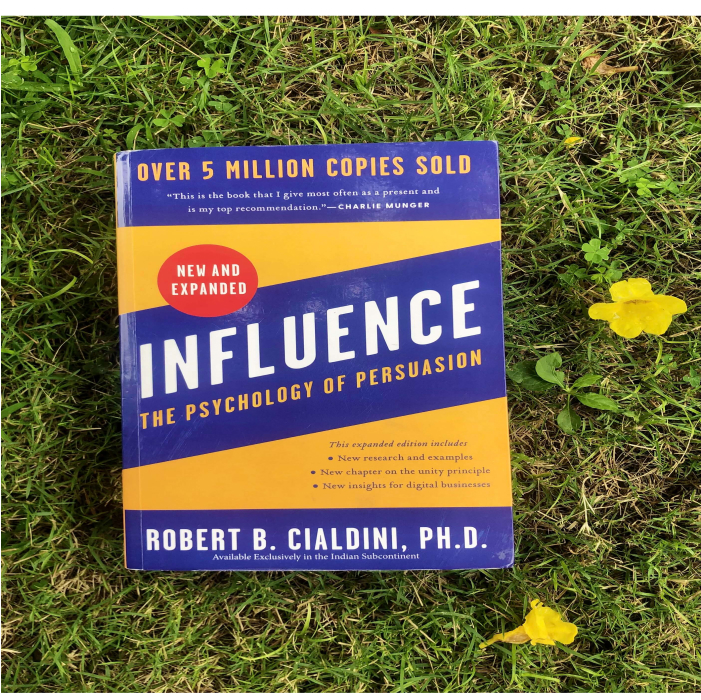 OVER 5 MILLION COPIES SOLD
“This is the book that I give most often as a present and
is my top recommendation.”—CHARLIE MUNGER
NEW AND
EXPANDED
INFLUENCE
THE PSYCHOLOGY OF PERSUASION
This expanded edition includes
• New research and examples
• New chapter on the unity principle
• New insights for digital businesses
ROBERT B. CIALDINI, PH.D.
Available Exclusively in the Indian Subcontinent